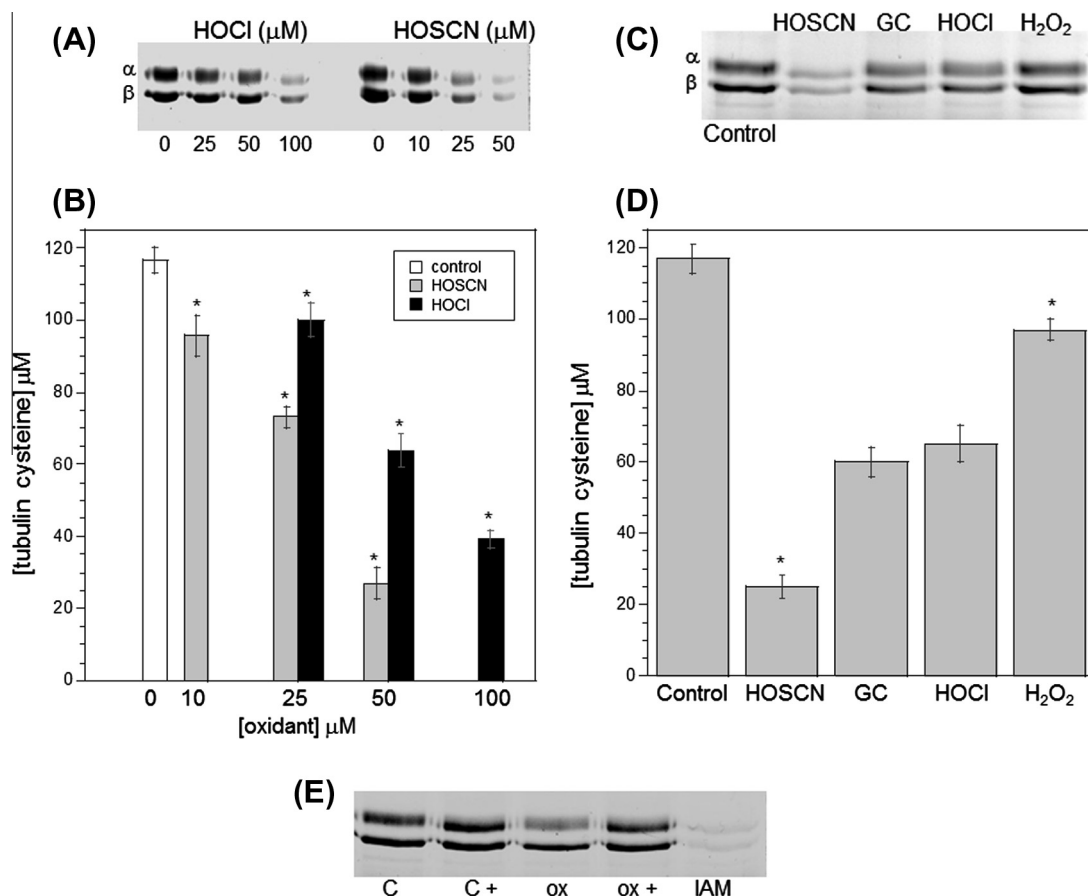 (A)
HOCl (μM)
HOSCN (μM)
α
β
0 25 50 100
0 10 25 50
(B)
[tubulin cysteine] μM
120
100
80
60
40
20
0
control
HOSCN
HOCl
*
*
*
*
*
*
0 10 25 50 100
[oxidant] μM
(C)
HOSCN GC HOCl H₂O₂
α
β
Control
(D)
[tubulin cysteine] μM
120
100
80
60
40
20
0
*
*
Control HOSCN GC HOCl H₂O₂
(E)
C C + ox ox + IAM